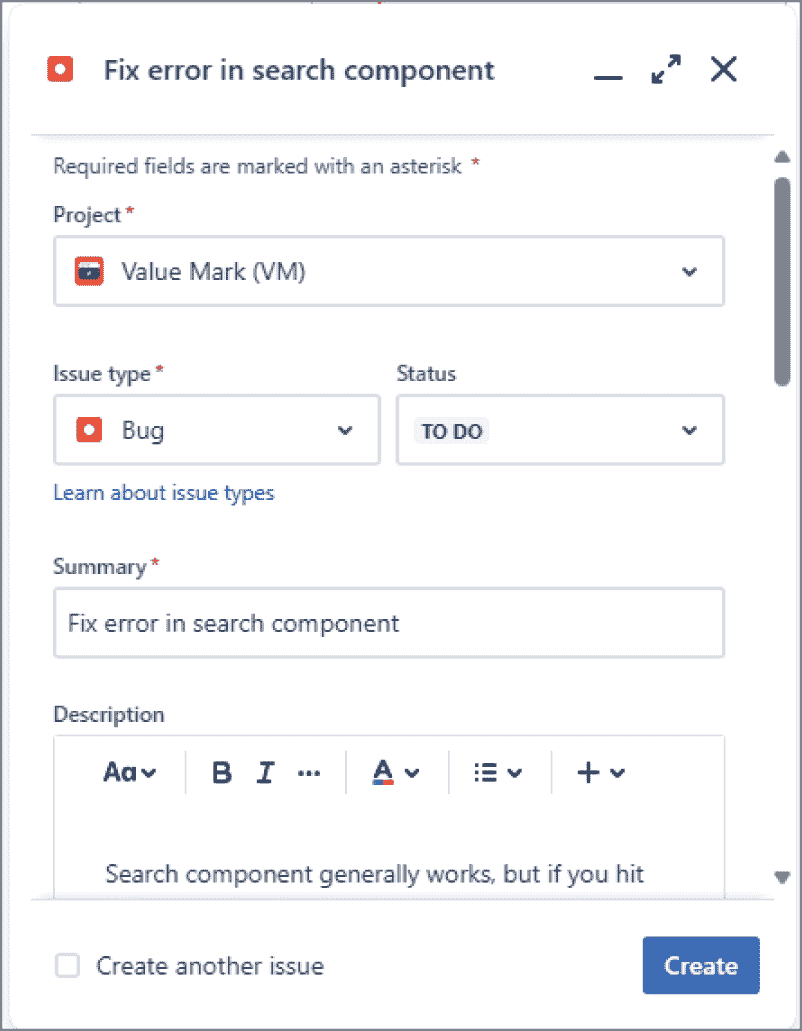 Fix error in search component
Required fields are marked with an asterisk *
Project *
Value Mark (VM)
Issue type * Status
Bug TO DO
Learn about issue types
Summary *
Fix error in search component
Description
Aa B I ... A +
Search component generally works, but if you hit
Create another issue Create